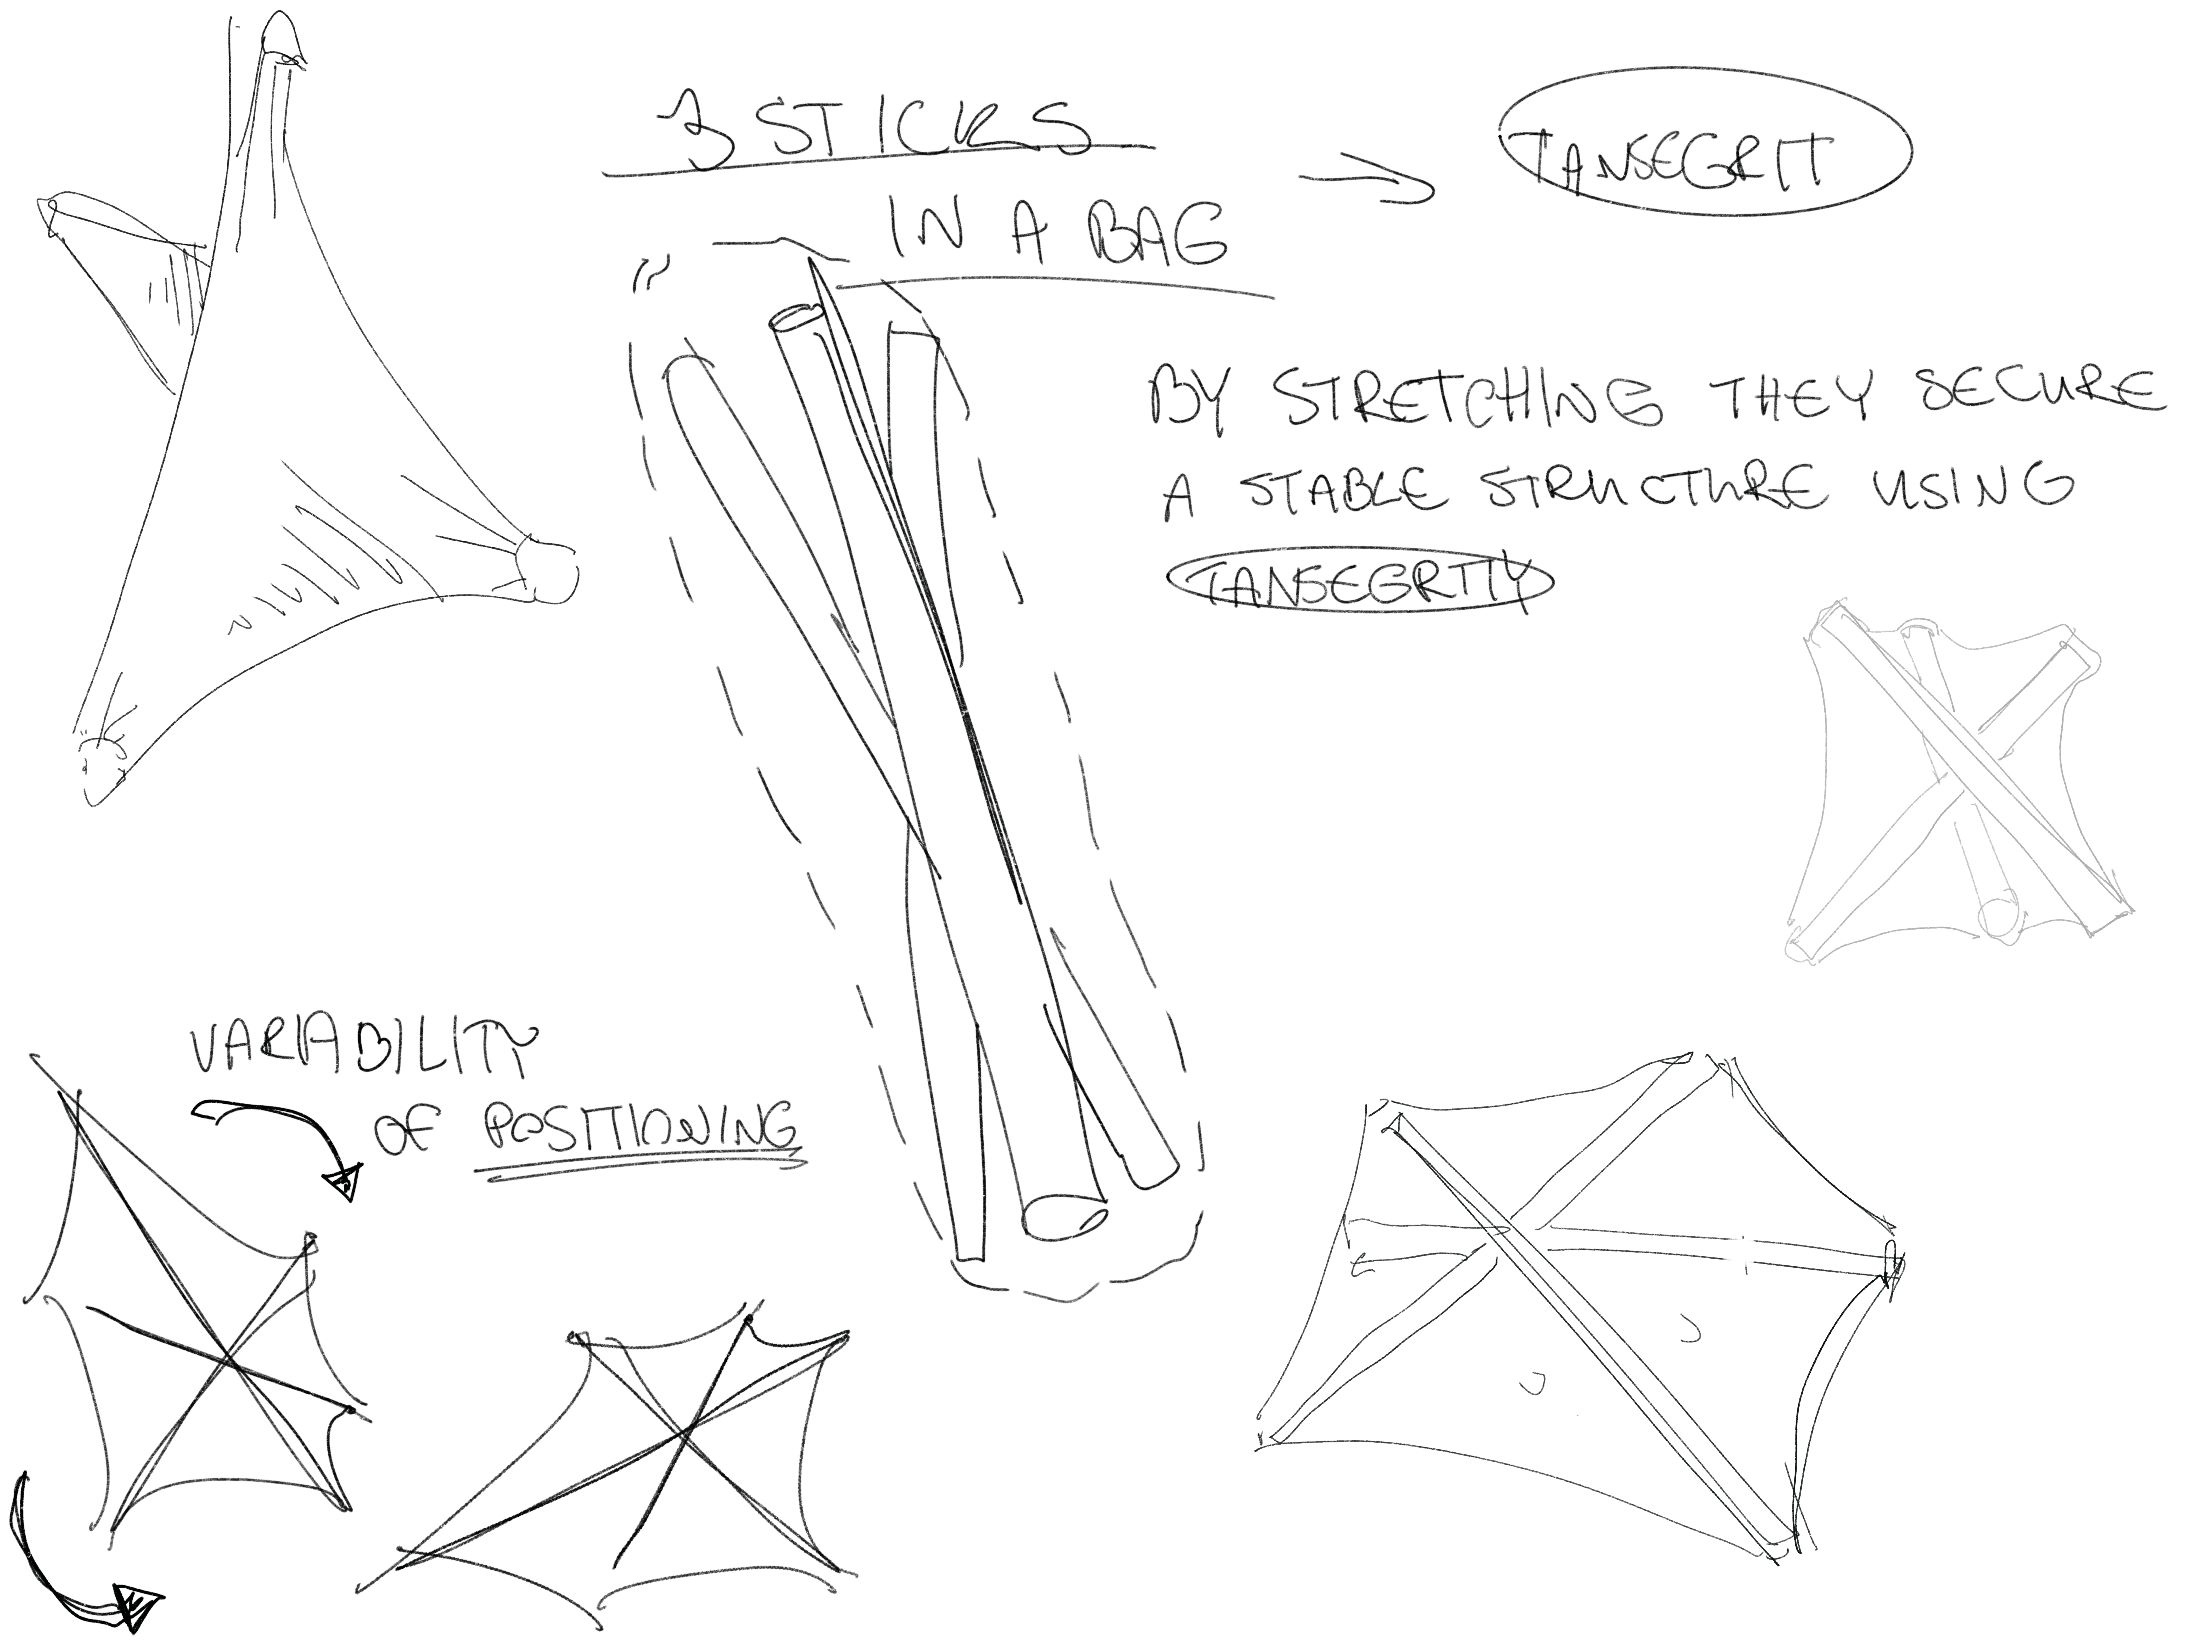 3 STICKS
IN A BAG
TANSEGRIT
BY STRETCHING THEY SECURE
A STABLE STRUCTURE USING
TANSEGRTIY
VARIABILITY
OF POSITIONING